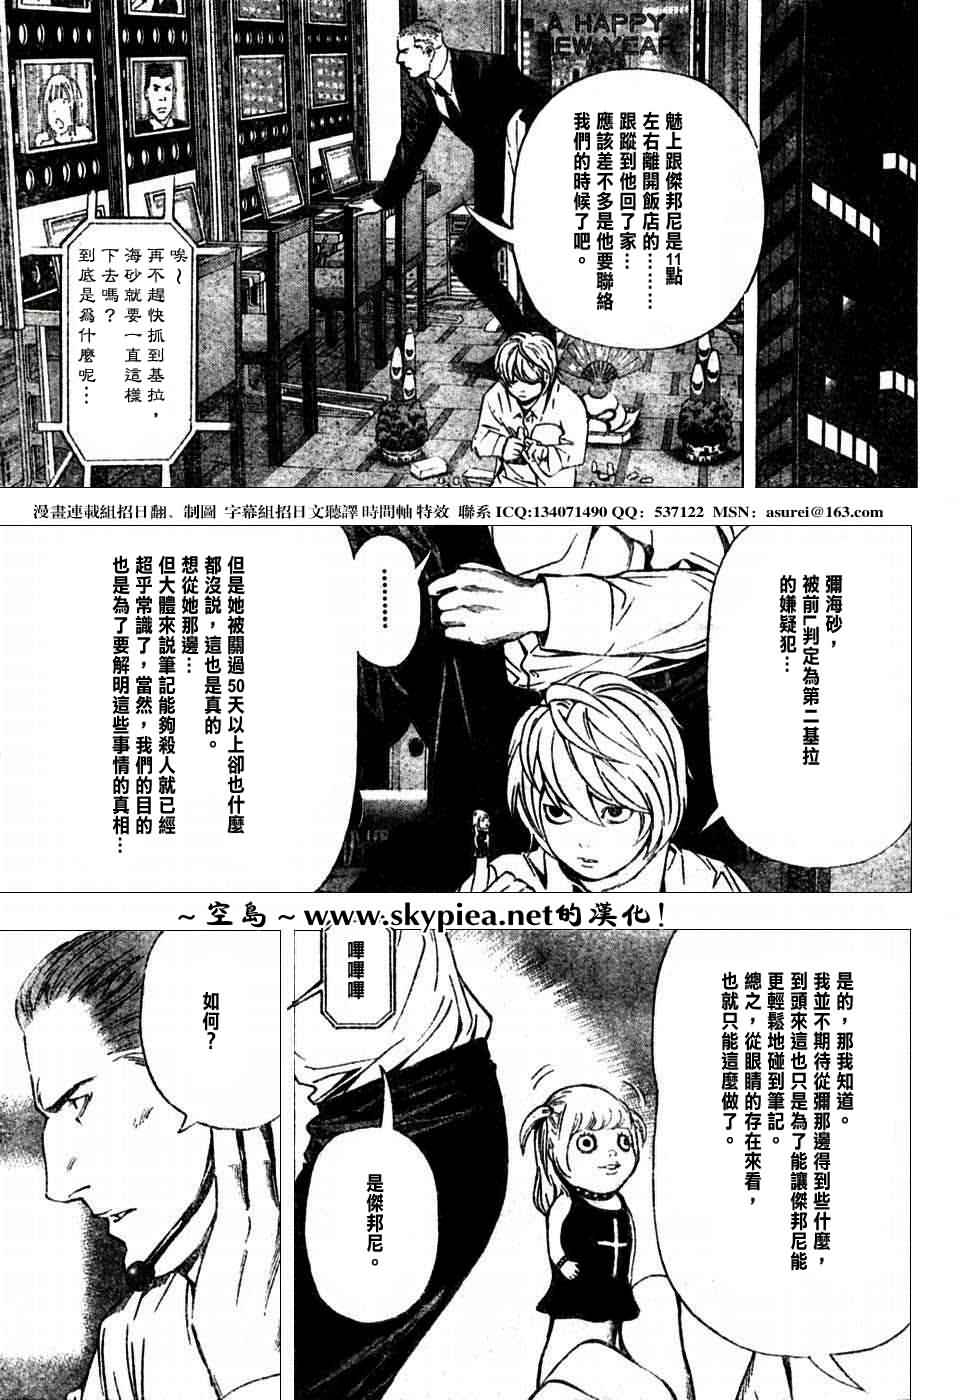 A HAPPY
NEW YEAR
魅上跟傑邦尼是11點
左右離開飯店的………
跟蹤到他回了家…
應該差不多是他要聯絡
我們的時候了吧。
唉～
再不趕快抓到基拉，
海砂就要一直這樣
下去嗎？
到底是爲什麼呢…
漫畫連載組招日翻、制圖 字幕組招日文聽譯 時間軸 特效 聯系 ICQ:134071490 QQ：537122 MSN：asurei@163.com
彌海砂，
被前L判定為第二基拉
的嫌疑犯…
………
但是她被關過50天以上卻也什麼
都沒說，這也是真的。
想從她那邊…
但大體來説筆記能夠殺人就已經
超乎常識了，當然，我們的目的
也是為了要解明這些事情的真相…
～空島～www.skypiea.net的漢化！
是的，那我知道。
我並不期待從彌那邊得到些什麼，
到頭來這也只是為了能讓傑邦尼能
更輕鬆地碰到筆記。
總之，從眼睛的存在來看，
也就只能這麼做了。
嗶嗶嗶
是傑邦尼。
如何？